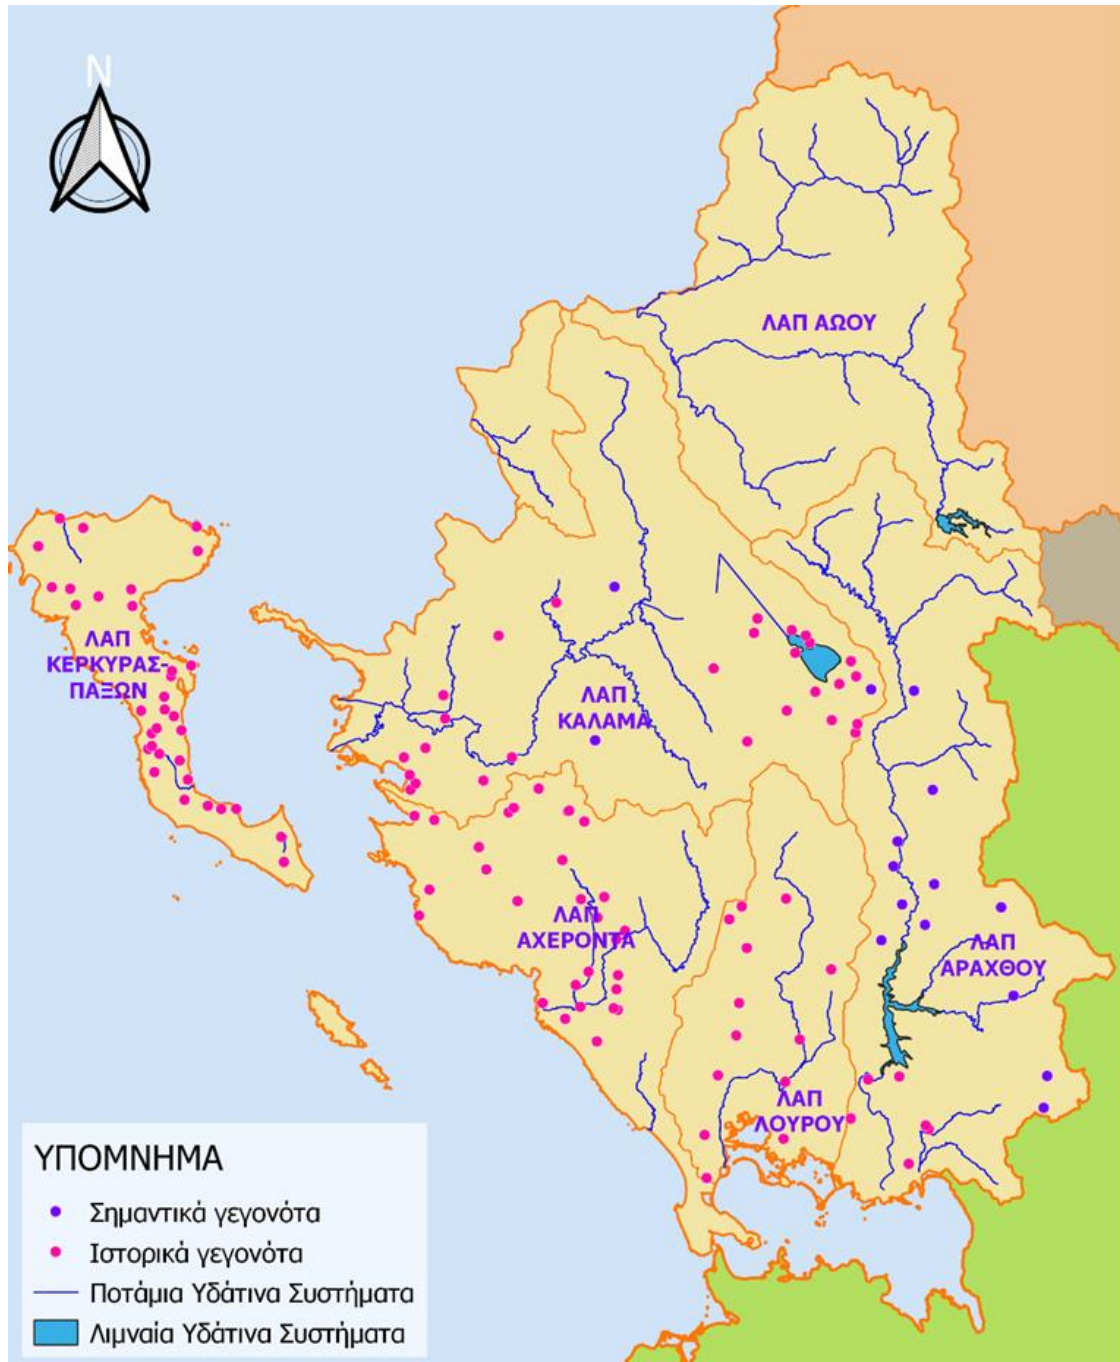 N
ΛΑΠ ΑΩΟΥ
ΛΑΠ
ΚΕΡΚΥΡΑΣ-
ΠΑΞΩΝ
ΛΑΠ
ΚΑΛΑΜΑ
ΛΑΠ
ΑΧΕΡΟΝΤΑ
ΛΑΠ
ΑΡΑΧΘΟΥ
ΛΑΠ
ΛΟΥΡΟΥ
ΥΠΟΜΝΗΜΑ
Σημαντικά γεγονότα
Ιστορικά γεγονότα
Ποτάμια Υδάτινα Συστήματα
Λιμναία Υδάτινα Συστήματα